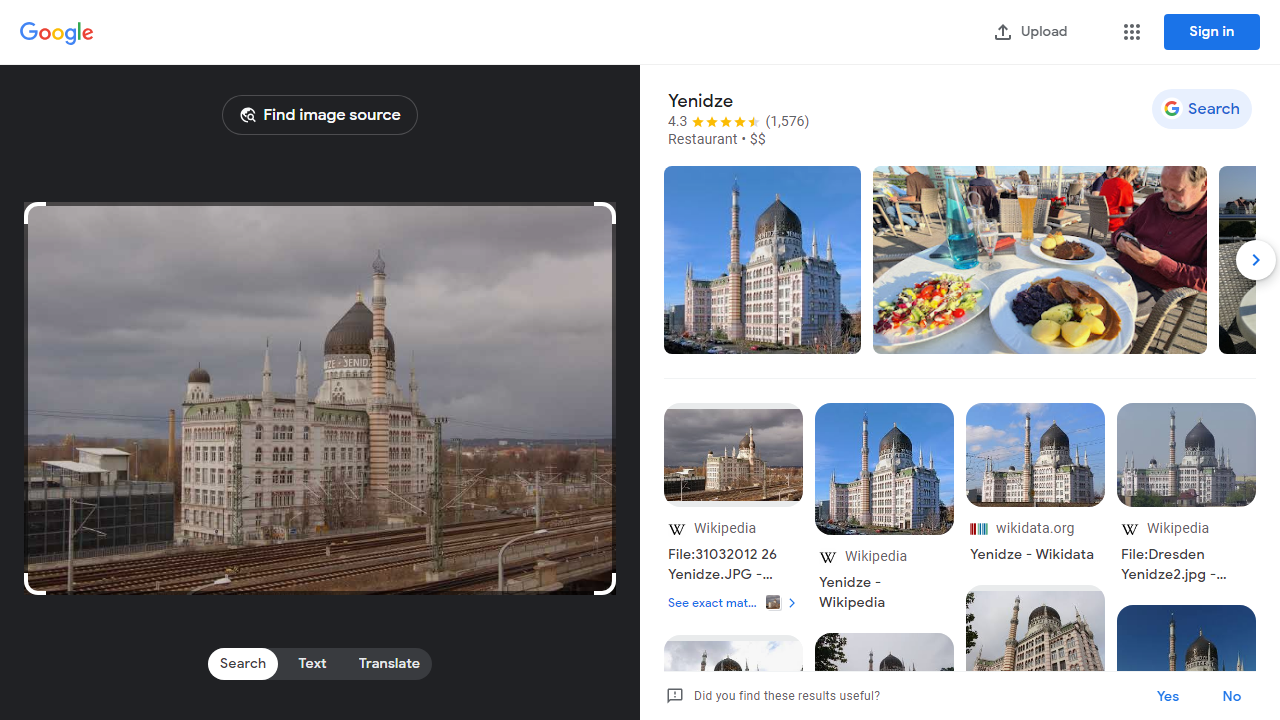 Google
Upload
Sign in
Find image source
Yenidze
4.3 (1,576)
Restaurant • $$
Search
YENIDZE
Wikipedia
File:31032012 26
Yenidze.JPG -...
See exact mat...
Wikipedia
Yenidze -
Wikipedia
wikidata.org
Yenidze - Wikidata
Wikipedia
File:Dresden
Yenidze2.jpg -...
Search
Text
Translate
Did you find these results useful?
Yes
No